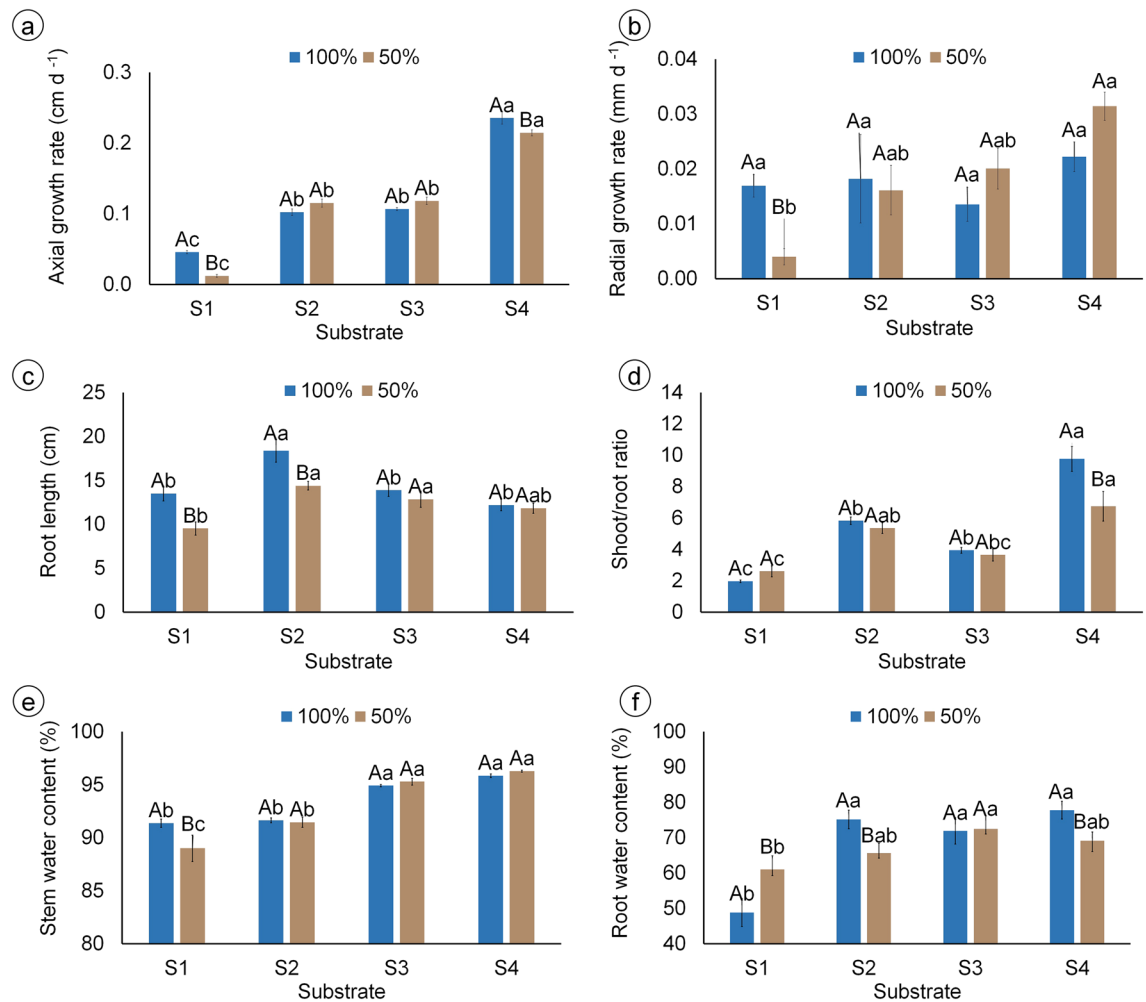 a
100% 50%
Axial growth rate (cm d -1)
0.3
0.2
0.1
0.0
Ac Bc Ab Ab Ab Ab Aa Ba
S1 S2 S3 S4
Substrate
b
100% 50%
Radial growth rate (mm d -1)
0.04
0.03
0.02
0.01
0.00
Aa Bb Aa Aab Aa Aab Aa Aa
S1 S2 S3 S4
Substrate
c
100% 50%
Root length (cm)
25
20
15
10
5
0
Ab Bb Aa Ba Ab Aa Ab Aab
S1 S2 S3 S4
Substrate
d
100% 50%
Shoot/root ratio
14
12
10
8
6
4
2
0
Ac Ac Ab Aab Ab Abc Aa Ba
S1 S2 S3 S4
Substrate
e
100% 50%
Stem water content (%)
100
95
90
85
80
Ab Bc Ab Ab Aa Aa Aa Aa
S1 S2 S3 S4
Substrate
f
100% 50%
Root water content (%)
100
90
80
70
60
50
40
Ab Bb Aa Bab Aa Aa Aa Bab
S1 S2 S3 S4
Substrate